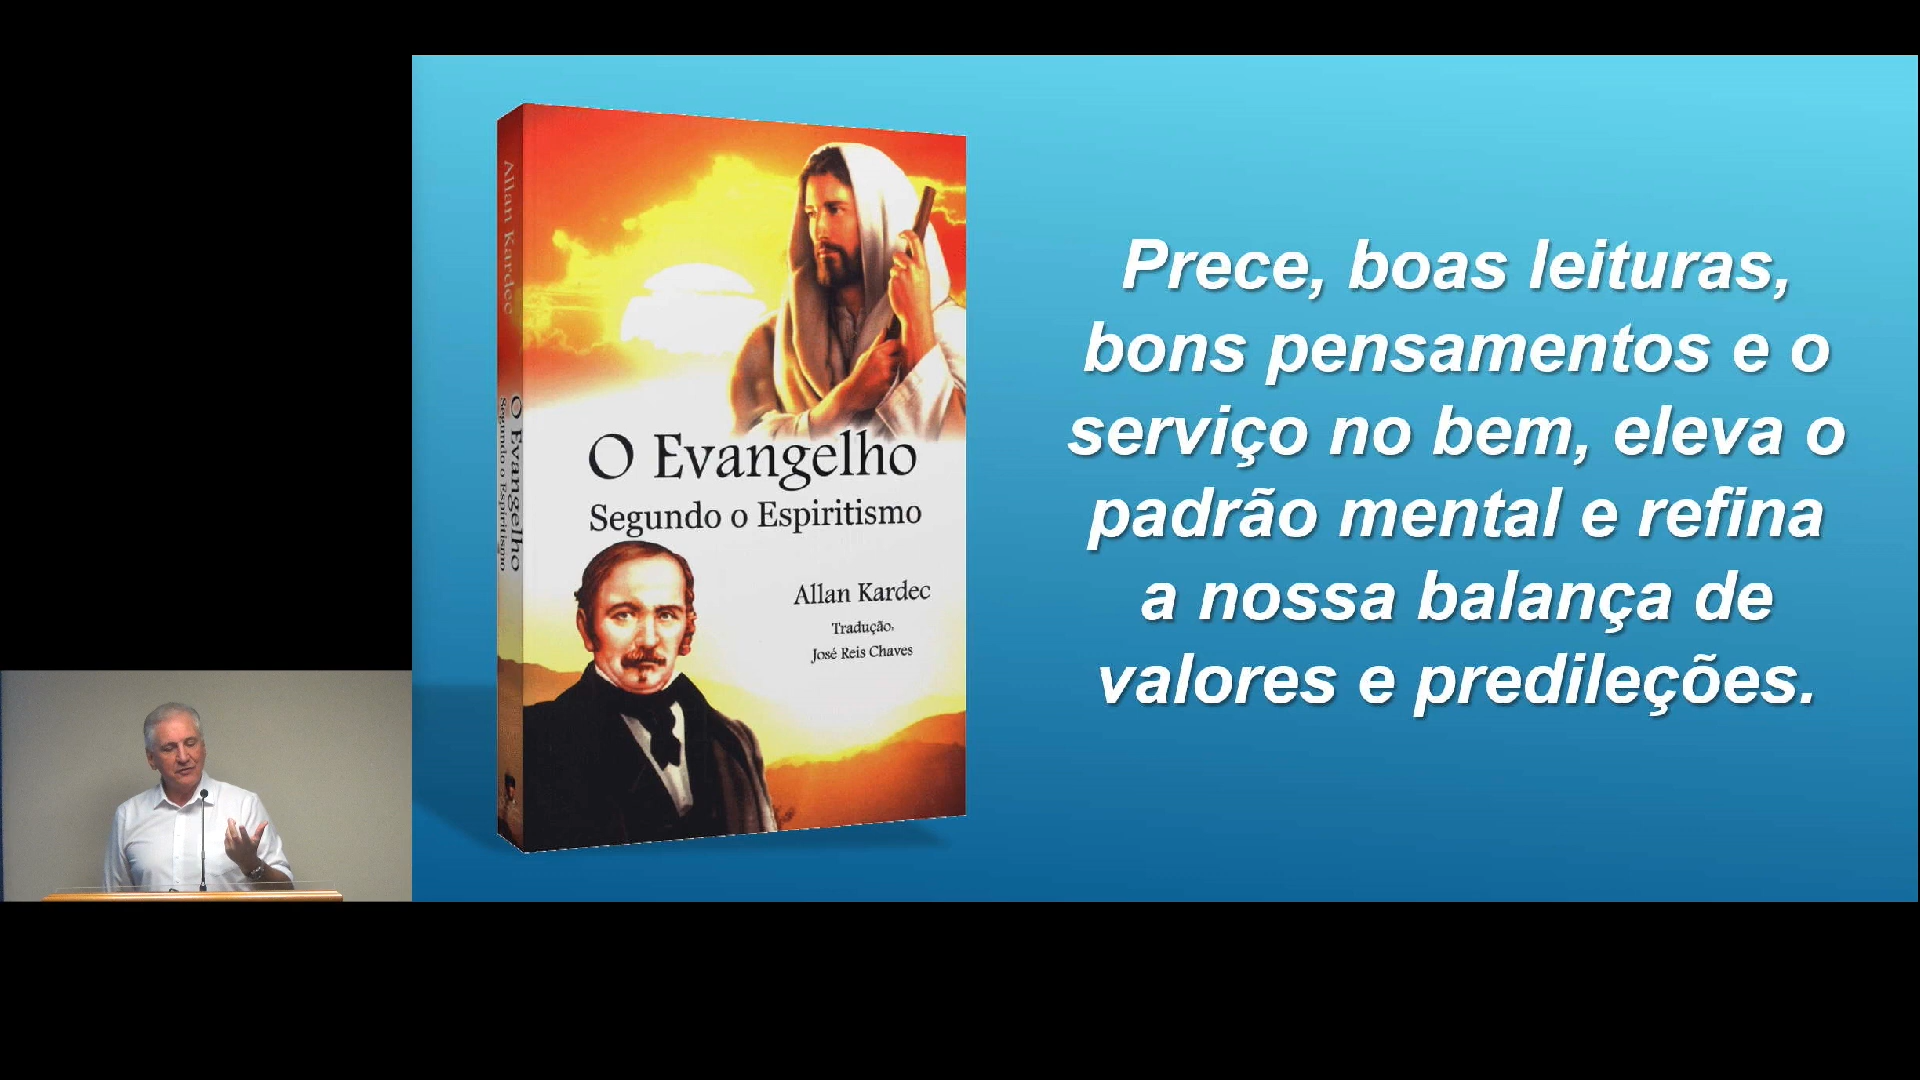 Allan Kardec
O Evangelho
Segundo o Espiritismo
O Evangelho
Segundo o Espiritismo
Allan Kardec
Tradução:
José Reis Chaves
Prece, boas leituras,
bons pensamentos e o
serviço no bem, eleva o
padrão mental e refina
a nossa balança de
valores e predileções.